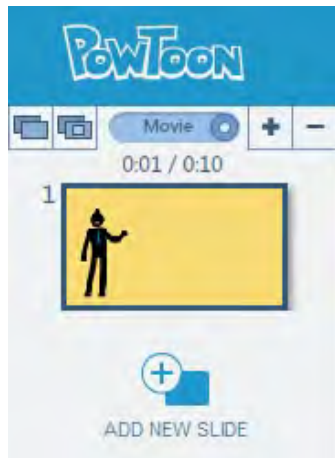 PowToon
Movie + −
0:01 / 0:10
1
ADD NEW SLIDE